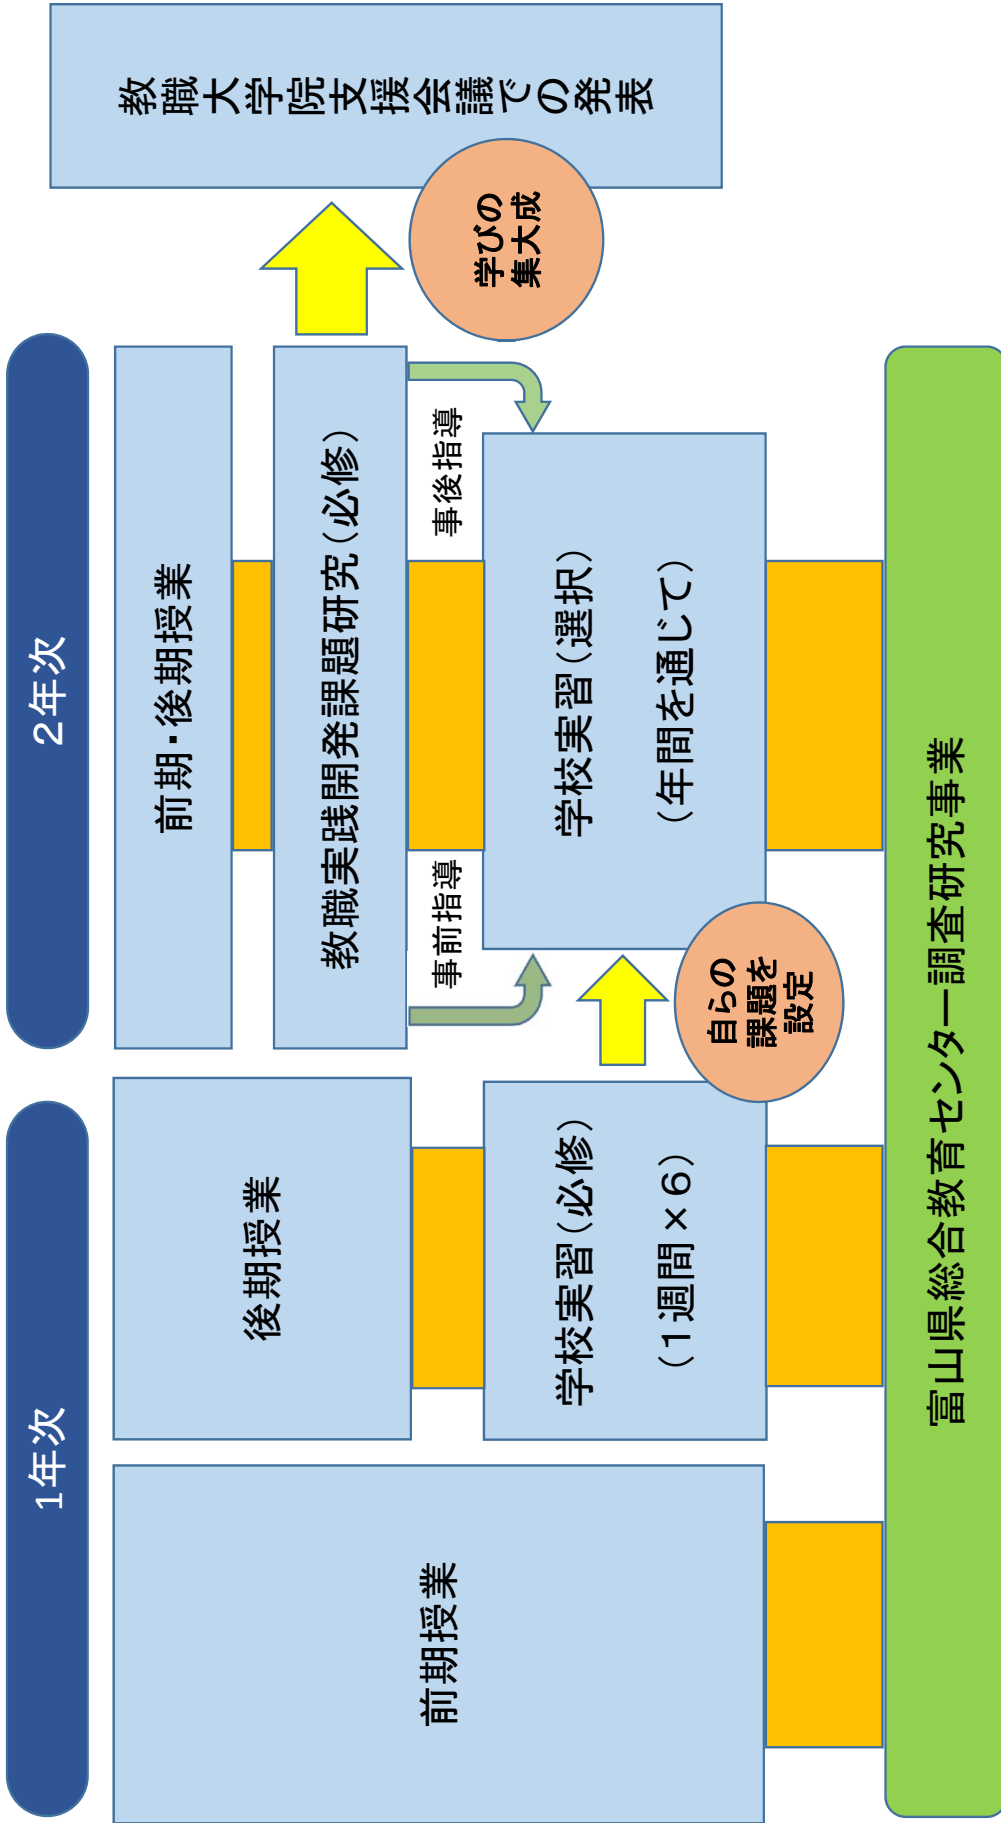 1年次
2年次
前期授業
後期授業
学校実習（必修）
（１週間×６）
自らの
課題を
設定
前期・後期授業
教職実践開発課題研究（必修）
事前指導
事後指導
学校実習（選択）
（年間を通じて）
学びの
集大成
教職大学院支援会議での発表
富山県総合教育センター調査研究事業